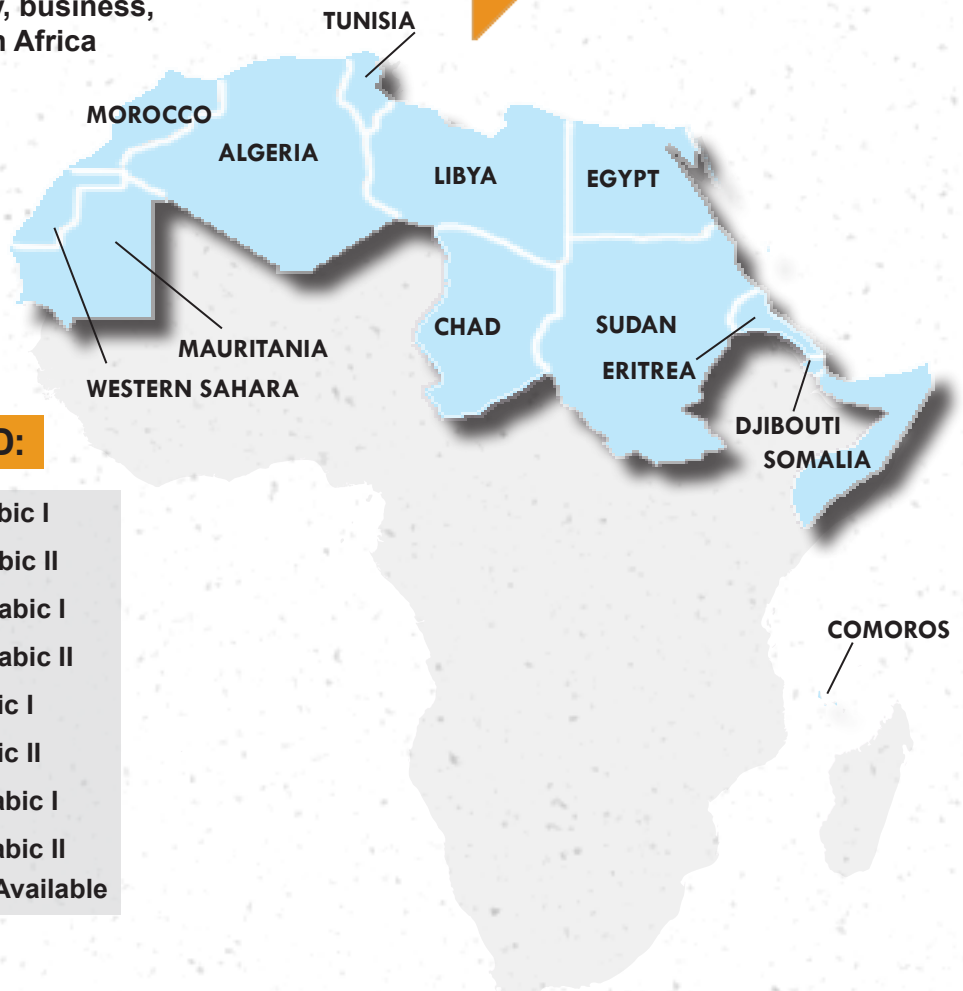 y, business,
n Africa
TUNISIA
MOROCCO
ALGERIA
LIBYA
EGYPT
CHAD
SUDAN
MAURITANIA
ERITREA
WESTERN SAHARA
DJIBOUTI
SOMALIA
D:
bic I
bic II
abic I
abic II
ic I
ic II
abic I
abic II
Available
COMOROS